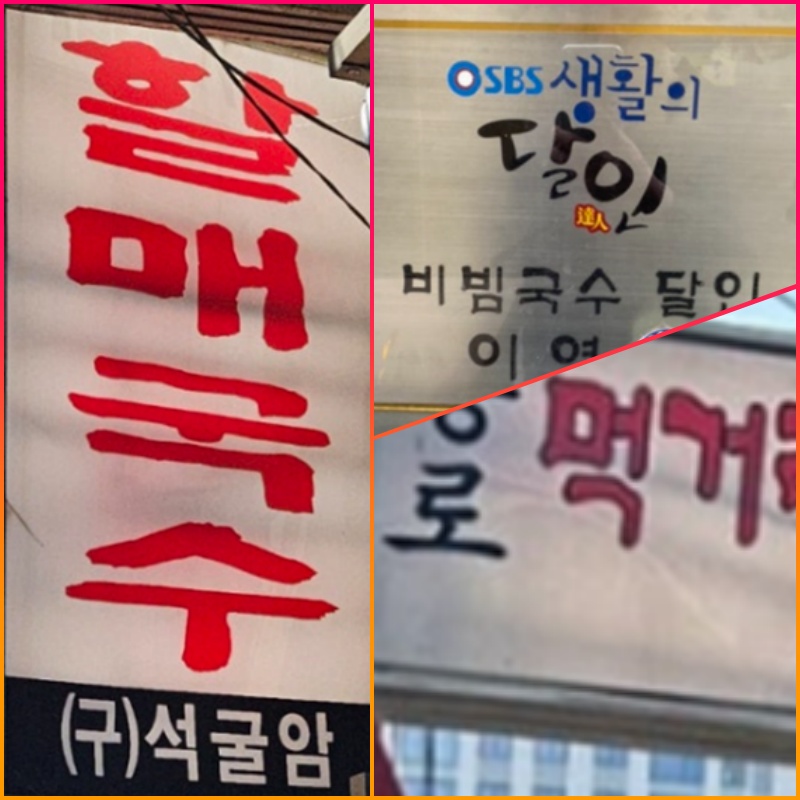 할매국수
(구)석굴암
SBS 생활의
달인
達人
비빔국수 달인
이
로
먹거